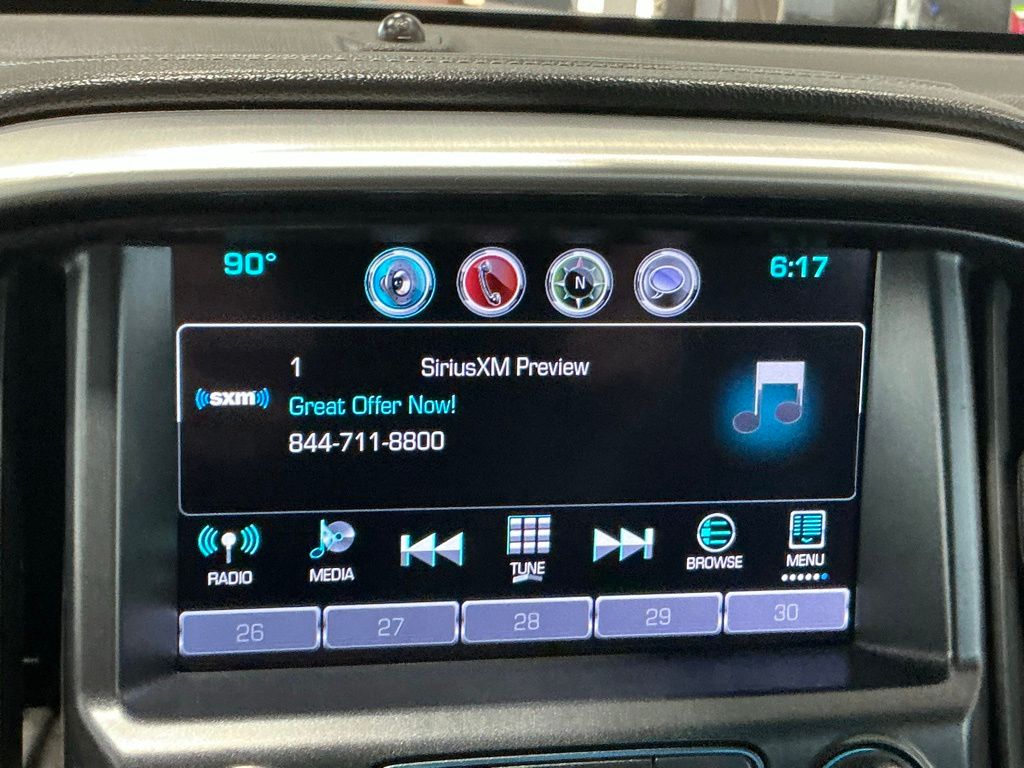 90°
N
6:17
1 SiriusXM Preview
sxm
Great Offer Now!
844-711-8800
RADIO
MEDIA
TUNE
BROWSE
MENU
26 27 28 29 30